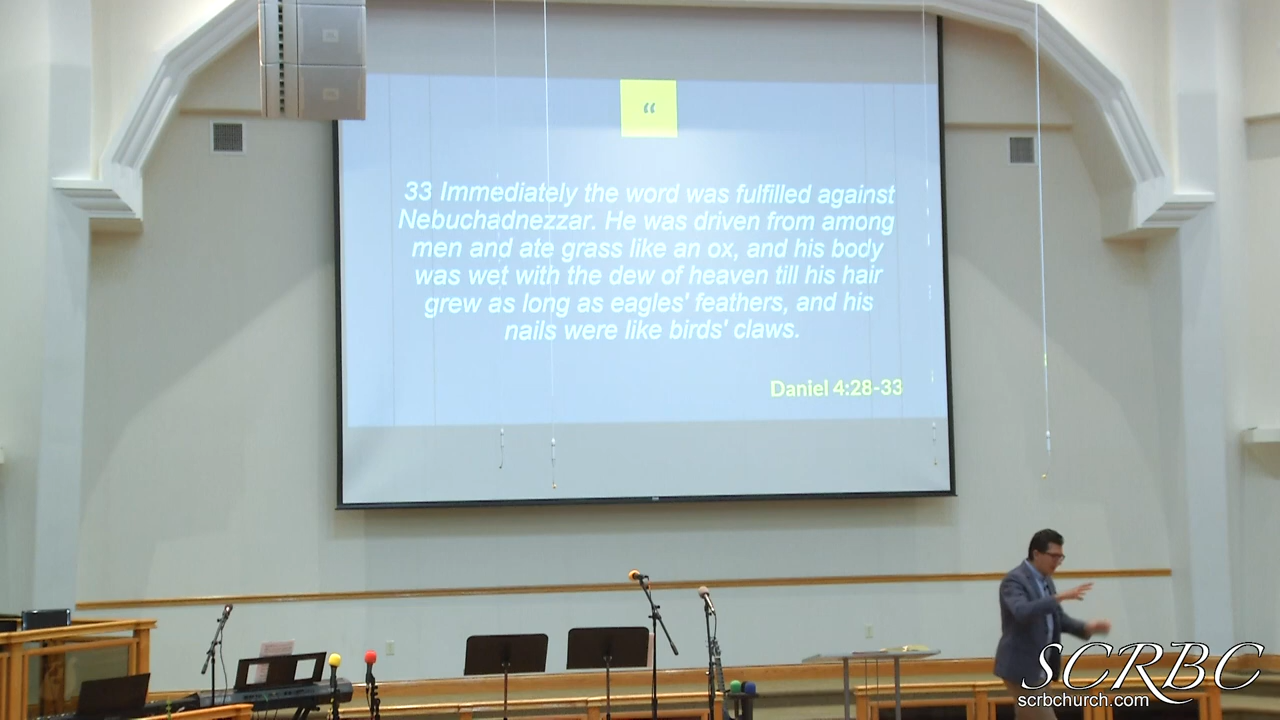 “
33 Immediately the word was fulfilled against
Nebuchadnezzar. He was driven from among
men and ate grass like an ox, and his body
was wet with the dew of heaven till his hair
grew as long as eagles' feathers, and his
nails were like birds' claws.
Daniel 4:28-33
SCRBC
scrbchurch.com